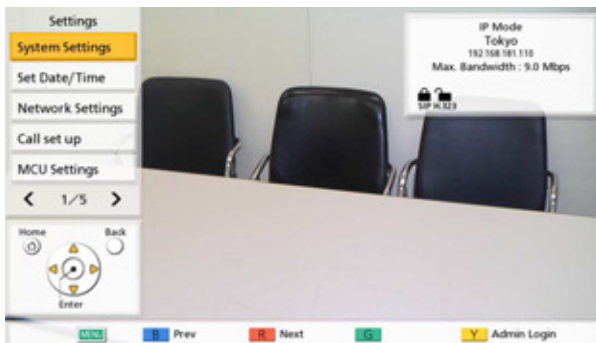 Settings
System Settings
Set Date/Time
Network Settings
Call set up
MCU Settings
1/5
Home
Back
Enter
IP Mode
Tokyo
192.168.181.110
Max. Bandwidth : 9.0 Mbps
SIP H.323
MENU
B Prev
R Next
G
Y Admin Login